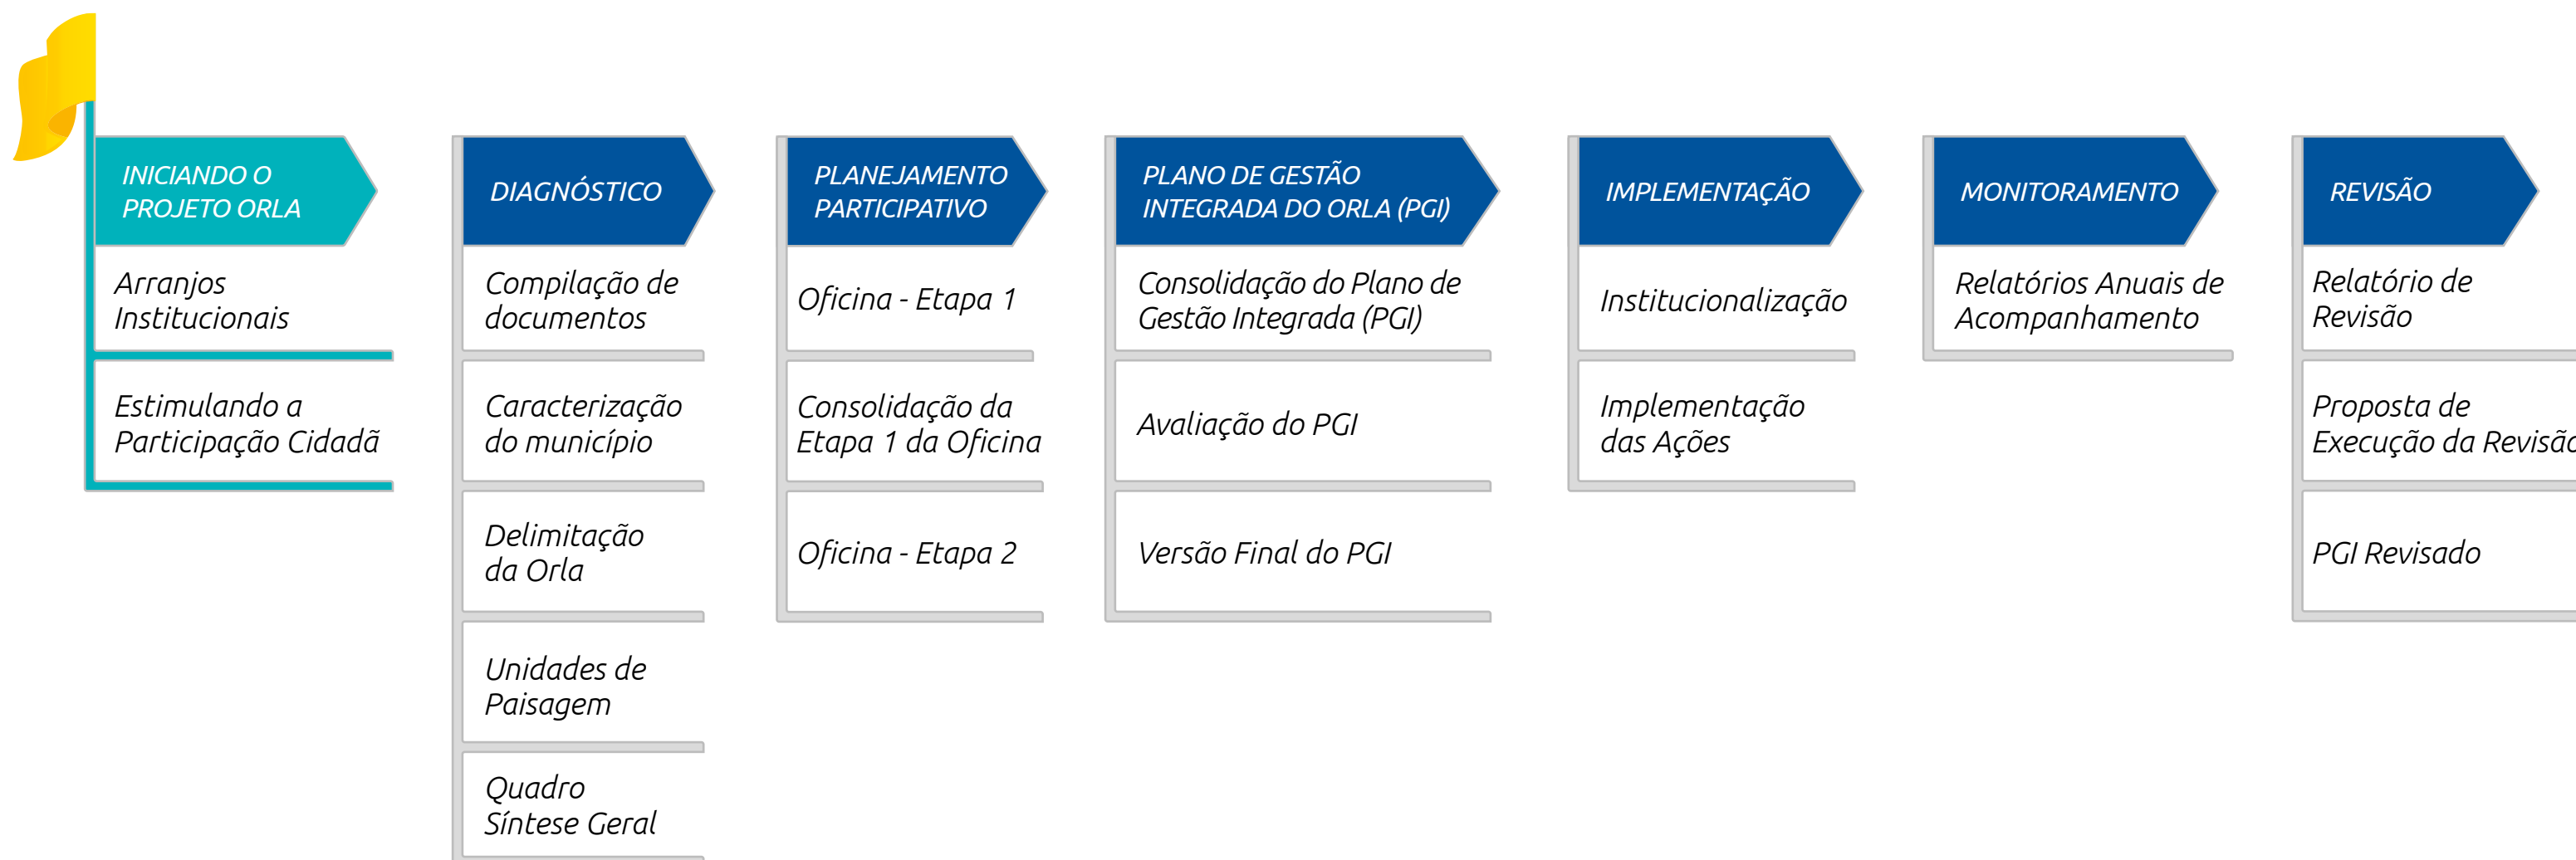 INICIANDO O
PROJETO ORLA
Arranjos
Institucionais
Estimulando a
Participação Cidadã
DIAGNÓSTICO
Compilação de
documentos
Caracterização
do município
Delimitação
da Orla
Unidades de
Paisagem
Quadro
Síntese Geral
PLANEJAMENTO
PARTICIPATIVO
Oficina - Etapa 1
Consolidação da
Etapa 1 da Oficina
Oficina - Etapa 2
PLANO DE GESTÃO
INTEGRADA DO ORLA (PGI)
Consolidação do Plano de
Gestão Integrada (PGI)
Avaliação do PGI
Versão Final do PGI
IMPLEMENTAÇÃO
Institucionalização
Implementação
das Ações
MONITORAMENTO
Relatórios Anuais de
Acompanhamento
REVISÃO
Relatório de
Revisão
Proposta de
Execução da Revisão
PGI Revisado